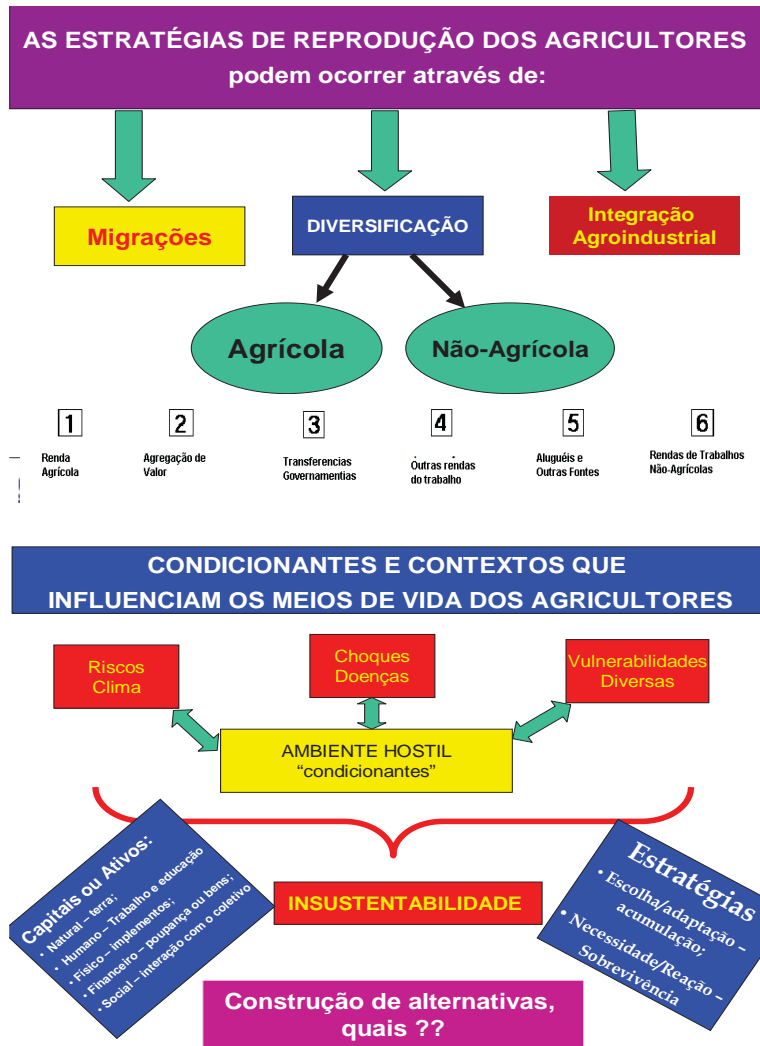 AS ESTRATÉGIAS DE REPRODUÇÃO DOS AGRICULTORES
podem ocorrer através de:
Migrações
DIVERSIFICAÇÃO
Integração
Agroindustrial
Agrícola
Não-Agrícola
1
2
3
4
5
6
Renda
Agrícola
Agregação de
Valor
Transferencias
Governamentias
Outras rendas
do trabalho
Aluguéis e
Outras Fontes
Rendas de Trabalhos
Não-Agrícolas
CONDICIONANTES E CONTEXTOS QUE
INFLUENCIAM OS MEIOS DE VIDA DOS AGRICULTORES
Riscos
Clima
Choques
Doenças
Vulnerabilidades
Diversas
AMBIENTE HOSTIL
“condicionantes”
Capitais ou Ativos:
• Natural – terra;
• Humano – Trabalho e educação
• Físico – implementos;
• Financeiro – poupança ou bens;
• Social – interação com o coletivo
INSUSTENTABILIDADE
Estratégias
• Escolha/adaptação –
acumulação;
• Necessidade/Reação –
Sobrevivência
Construção de alternativas,
quais ??